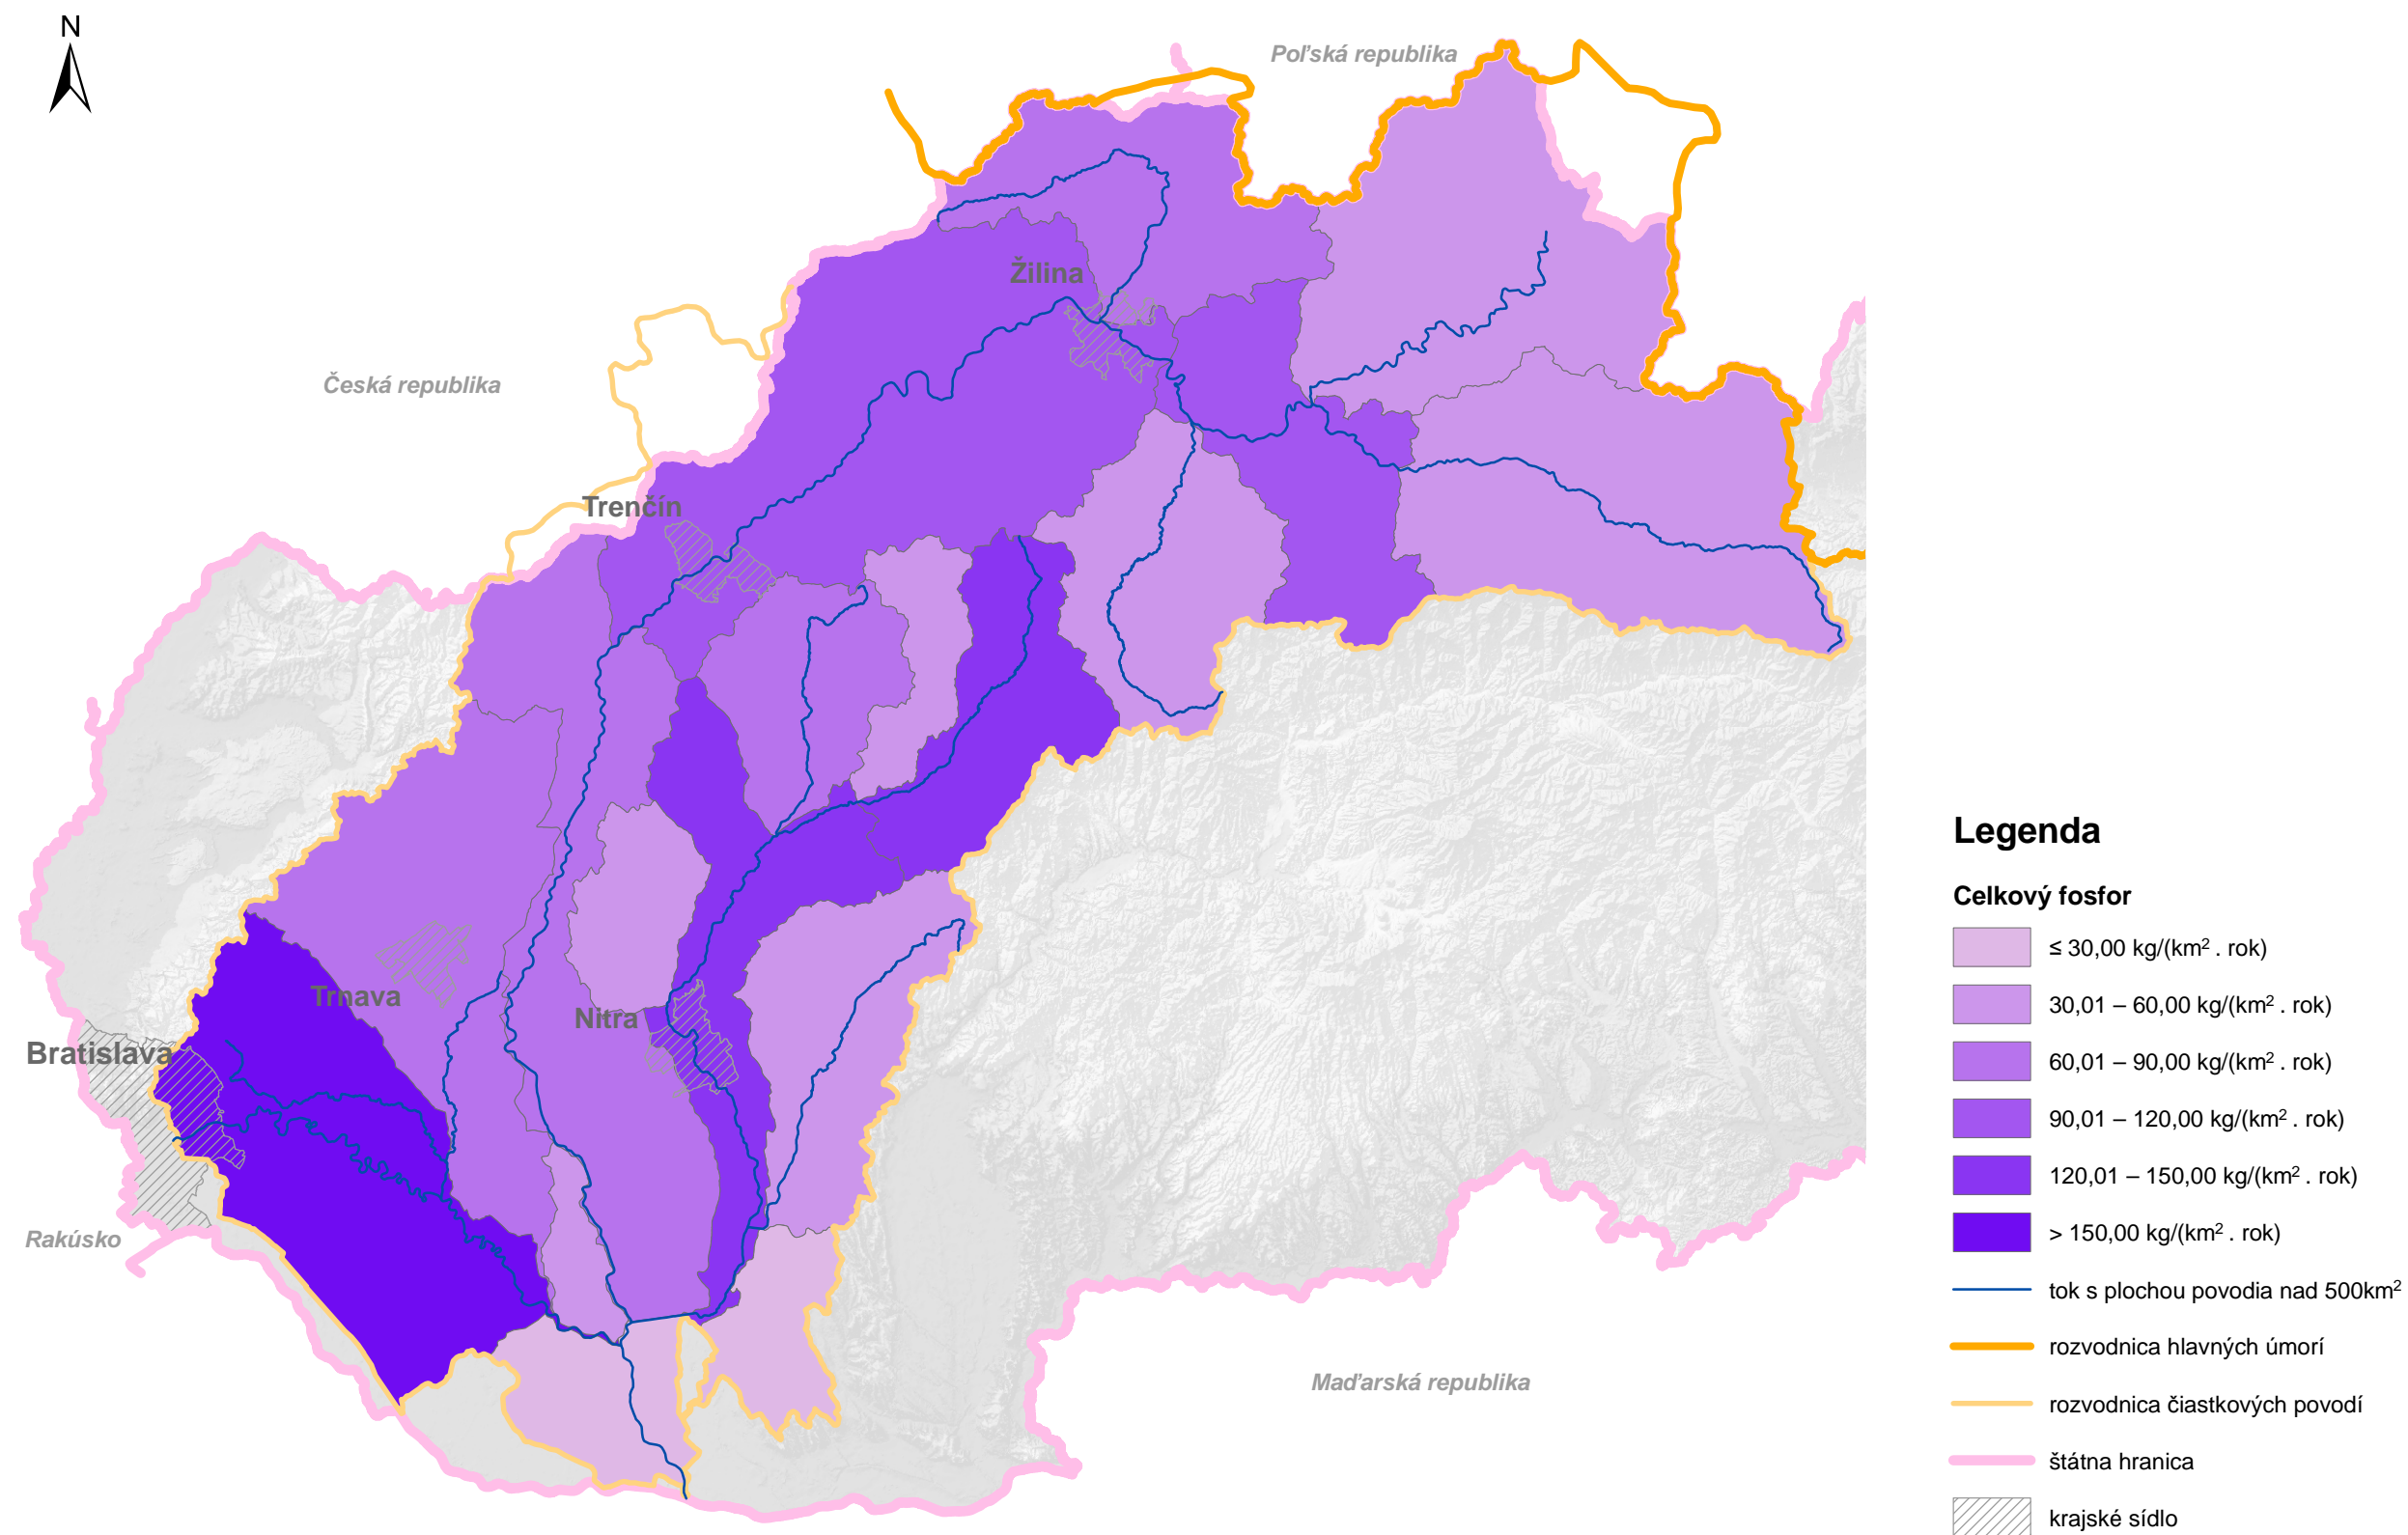 N
Poľská republika
Žilina
Česká republika
Trenčín
Trnava
Nitra
Bratislava
Rakúsko
Maďarská republika
Legenda
Celkový fosfor
≤ 30,00 kg/(km² . rok)
30,01 – 60,00 kg/(km² . rok)
60,01 – 90,00 kg/(km² . rok)
90,01 – 120,00 kg/(km² . rok)
120,01 – 150,00 kg/(km² . rok)
> 150,00 kg/(km² . rok)
tok s plochou povodia nad 500km²
rozvodnica hlavných úmorí
rozvodnica čiastkových povodí
štátna hranica
krajské sídlo